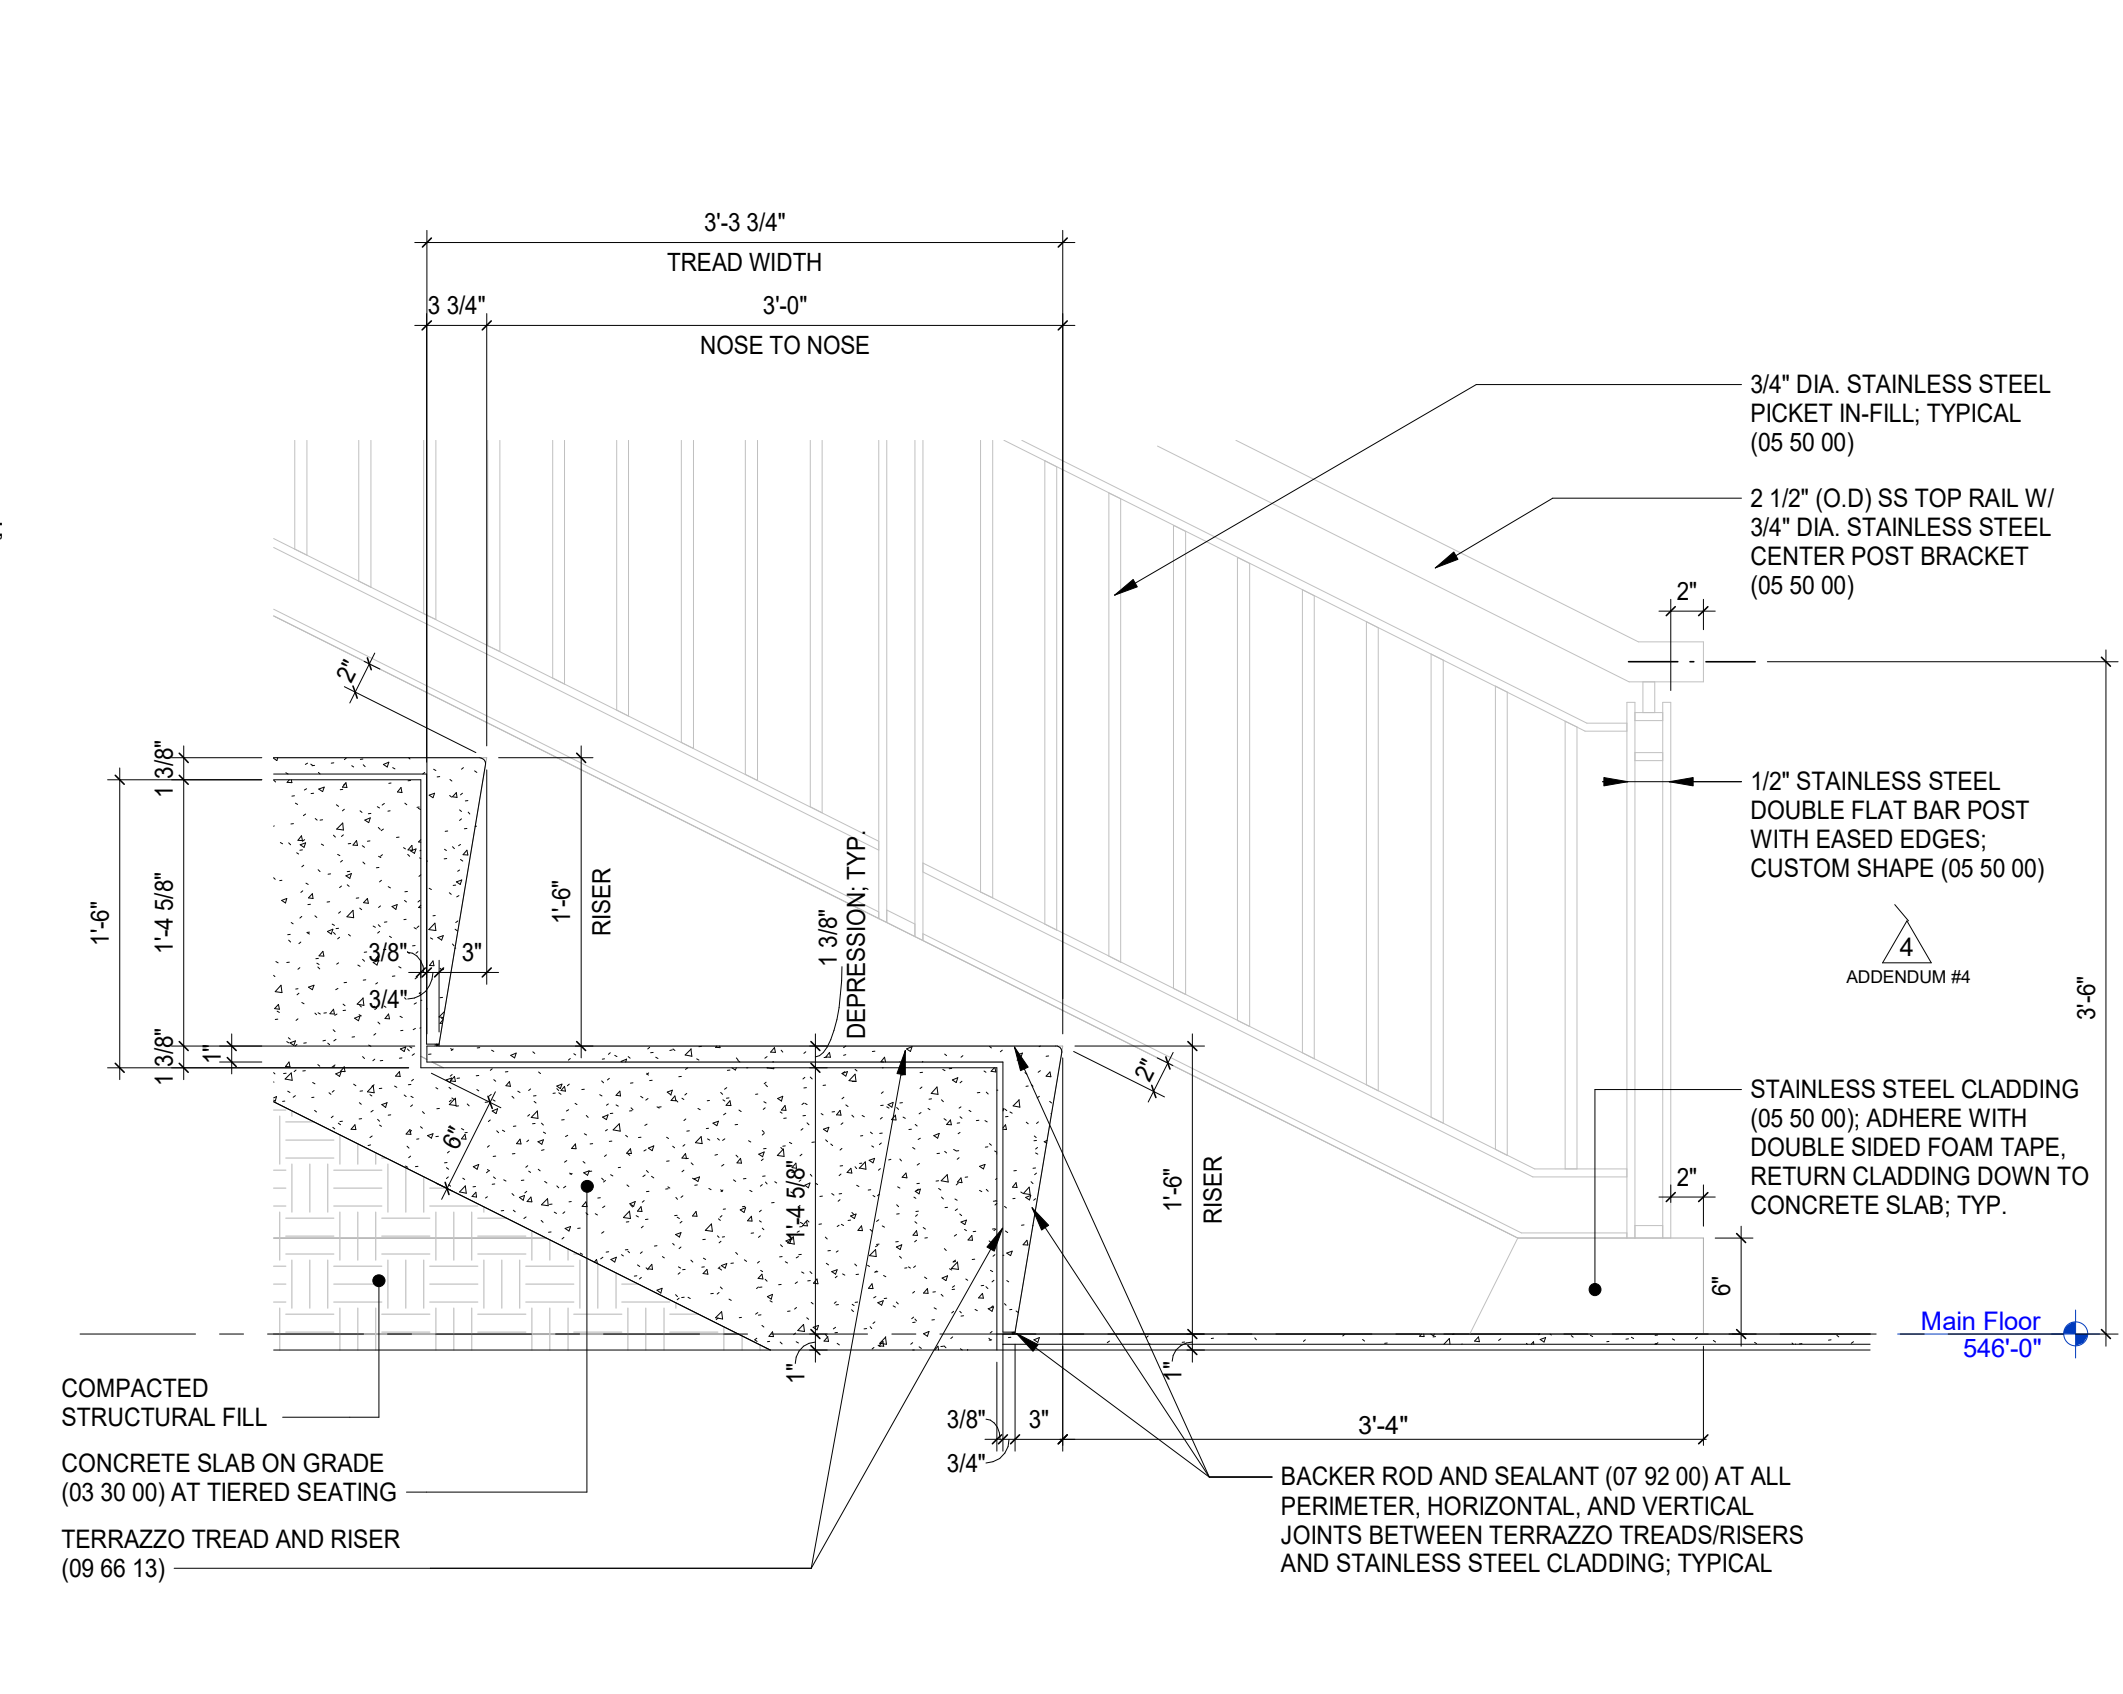 3'-3 3/4"
TREAD WIDTH
3 3/4"
3'-0"
NOSE TO NOSE
3/4" DIA. STAINLESS STEEL
PICKET IN-FILL; TYPICAL
(05 50 00)
2 1/2" (O.D) SS TOP RAIL W/
3/4" DIA. STAINLESS STEEL
CENTER POST BRACKET
(05 50 00)
2"
2"
1 3/8"
1/2" STAINLESS STEEL
DOUBLE FLAT BAR POST
WITH EASED EDGES;
CUSTOM SHAPE (05 50 00)
1'-6"
1'-4 5/8"
1'-6"
RISER
1 3/8"
DEPRESSION; TYP.
3/8"
3"
3/4"
4
ADDENDUM #4
3'-6"
1 3/8"
1"
2"
6"
1'-4 5/8"
1'-6"
RISER
STAINLESS STEEL CLADDING
(05 50 00); ADHERE WITH
DOUBLE SIDED FOAM TAPE,
RETURN CLADDING DOWN TO
CONCRETE SLAB; TYP.
2"
6"
Main Floor
546'-0"
1"
1"
COMPACTED
STRUCTURAL FILL
3/8"
3"
3'-4"
3/4"
CONCRETE SLAB ON GRADE
(03 30 00) AT TIERED SEATING
TERRAZZO TREAD AND RISER
(09 66 13)
BACKER ROD AND SEALANT (07 92 00) AT ALL
PERIMETER, HORIZONTAL, AND VERTICAL
JOINTS BETWEEN TERRAZZO TREADS/RISERS
AND STAINLESS STEEL CLADDING; TYPICAL